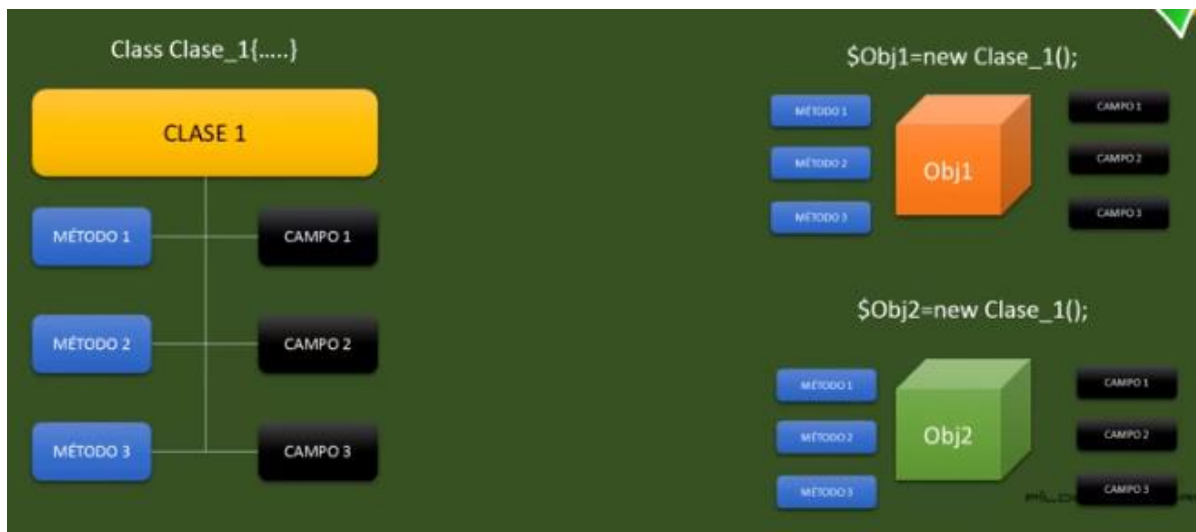 Class Clase_1{.....}
CLASE 1
MÉTODO 1
CAMPO 1
MÉTODO 2
CAMPO 2
MÉTODO 3
CAMPO 3
$Obj1=new Clase_1();
MÉTODO 1
CAMPO 1
MÉTODO 2
Obj1
CAMPO 2
MÉTODO 3
CAMPO 3
$Obj2=new Clase_1();
MÉTODO 1
CAMPO 1
MÉTODO 2
Obj2
CAMPO 2
MÉTODO 3
CAMPO 3